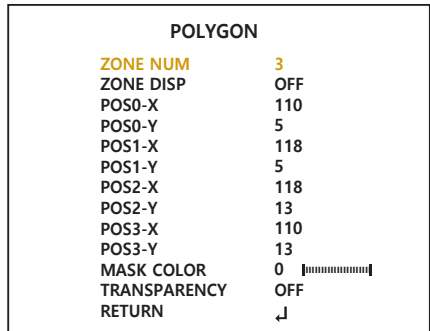 POLYGON
ZONE NUM 3
ZONE DISP OFF
POS0-X 110
POS0-Y 5
POS1-X 118
POS1-Y 5
POS2-X 118
POS2-Y 13
POS3-X 110
POS3-Y 13
MASK COLOR 0
TRANSPARENCY OFF
RETURN ↲